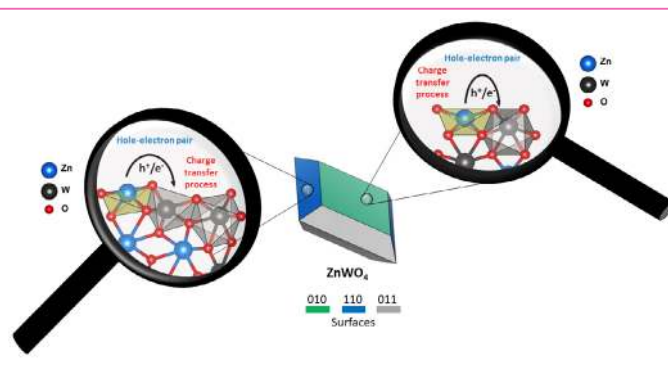 Hole-electron pair
Charge
transfer
process
h⁺/e⁻
Zn
W
O
Hole-electron pair
h⁺/e⁻
Charge
transfer
process
Zn
W
O
ZnWO₄
010 110 011
Surfaces